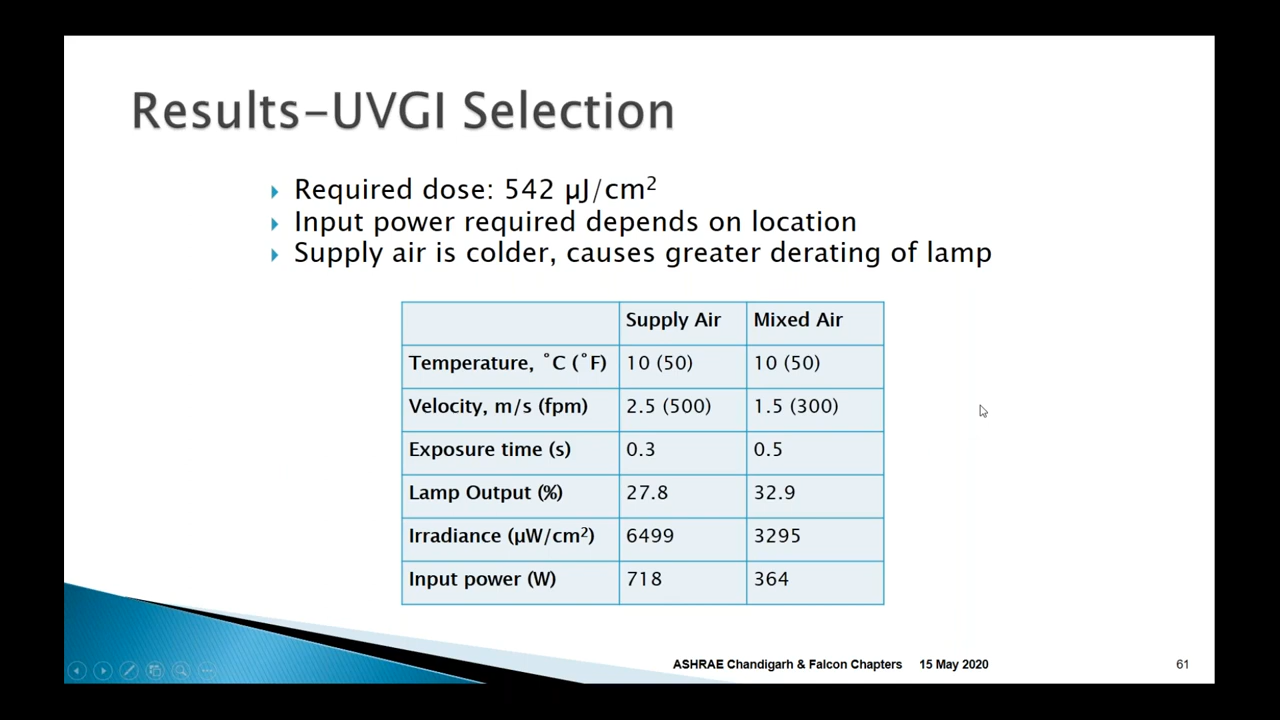 Results-UVGI Selection
Required dose: 542 µJ/cm²
Input power required depends on location
Supply air is colder, causes greater derating of lamp
Supply Air Mixed Air
Temperature, ˚C (˚F) 10 (50) 10 (50)
Velocity, m/s (fpm) 2.5 (500) 1.5 (300)
Exposure time (s) 0.3 0.5
Lamp Output (%) 27.8 32.9
Irradiance (µW/cm²) 6499 3295
Input power (W) 718 364
ASHRAE Chandigarh & Falcon Chapters 15 May 2020 61